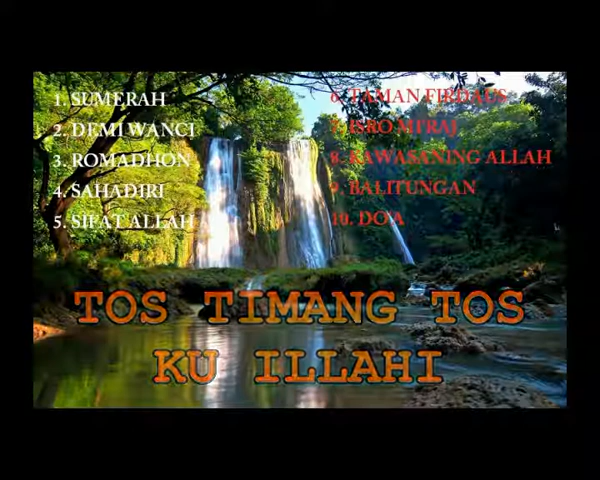 1. SUMERAH
2. DEMI WANCI
3. ROMADHON
4. SAHADIRI
5. SIFAT ALLAH
6. TAMAN FIRDAUS
7. ISRO MI'RAJ
8. KAWASANING ALLAH
9. BALITUNGAN
10. DO'A
TOS TIMANG TOS
KU ILLAHI